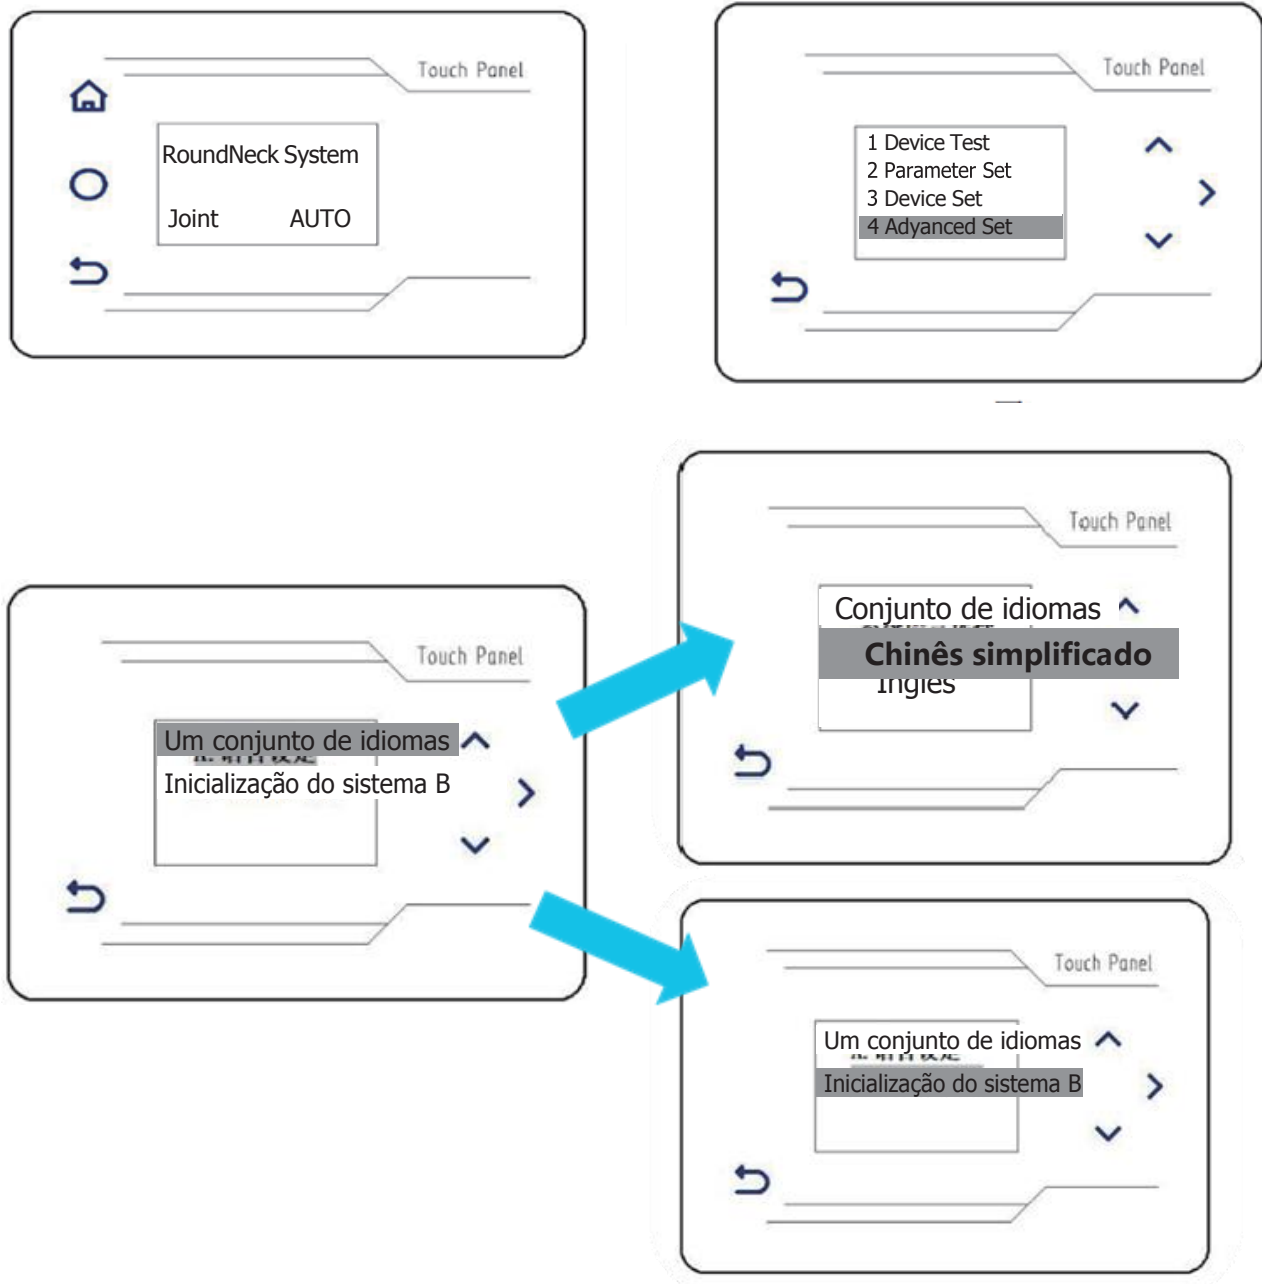 Touch Panel
RoundNeck System
Joint AUTO
Touch Panel
1 Device Test
2 Parameter Set
3 Device Set
4 Adyanced Set
Touch Panel
Um conjunto de idiomas
Inicialização do sistema B
Touch Panel
Conjunto de idiomas
Chinês simplificado
Inglês
Touch Panel
Um conjunto de idiomas
Inicialização do sistema B